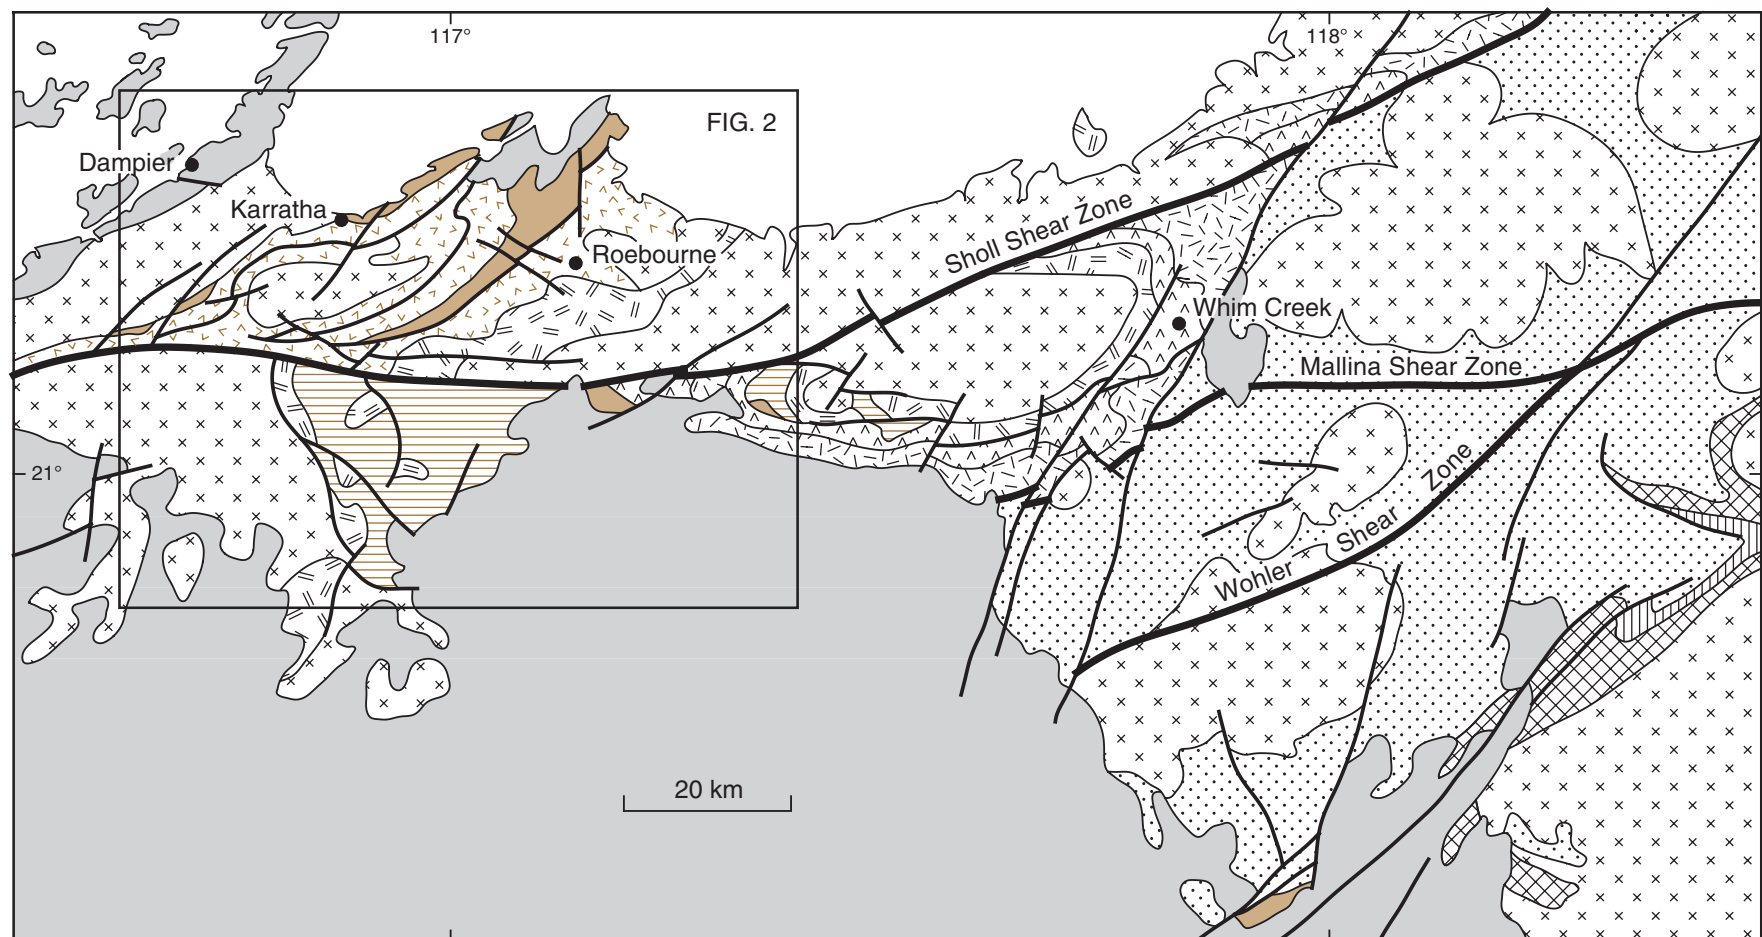 117°
118°
FIG. 2
Dampier
Karratha
Roebourne
Sholl Shear Zone
Whim Creek
Mallina Shear Zone
21°
Wohler Shear Zone
20 km